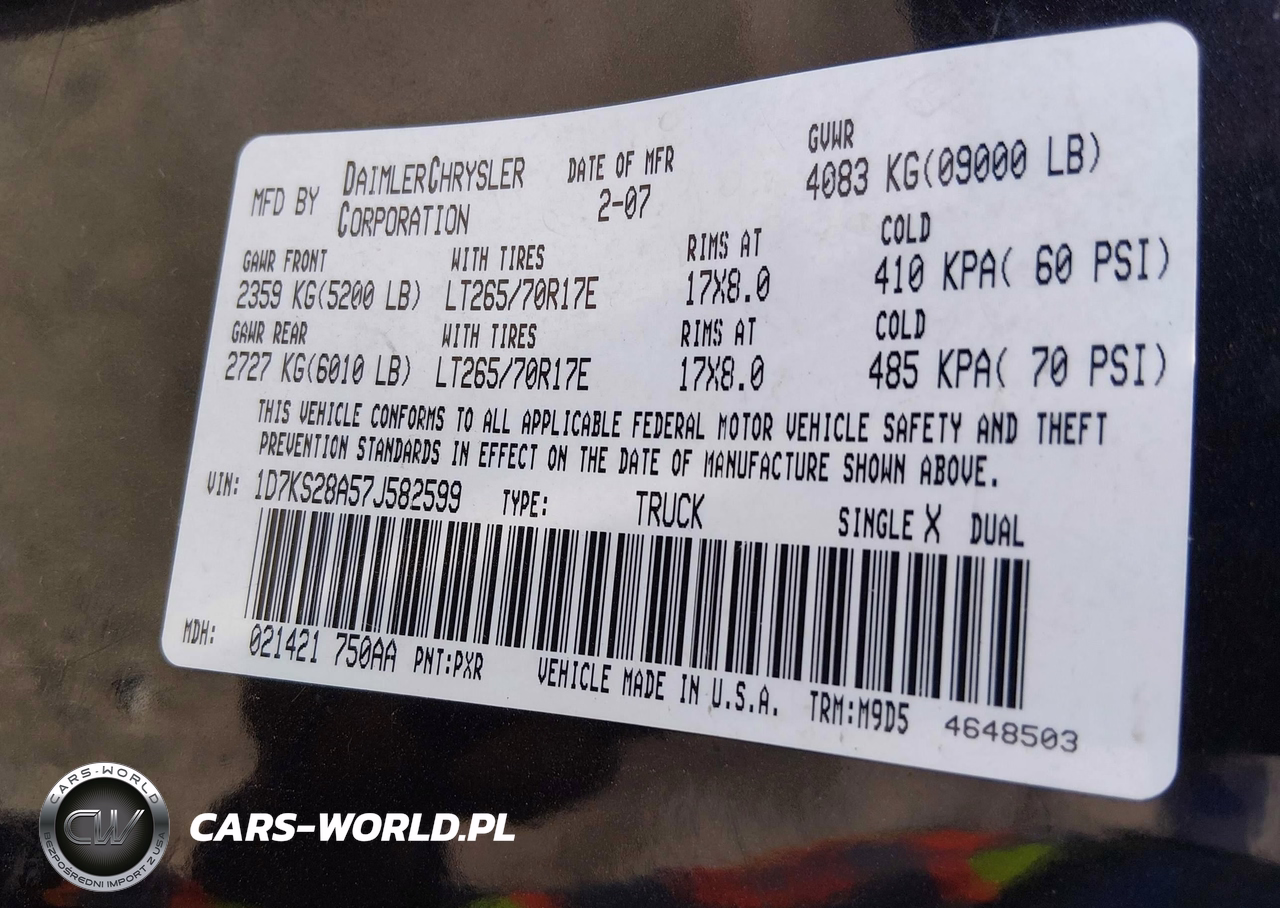 MFD BY DAIMLERCHRYSLER CORPORATION DATE OF MFR 2-07 GVWR 4083 KG(09000 LB)
GAWR FRONT WITH TIRES RIMS AT COLD
2359 KG(5200 LB) LT265/70R17E 17X8.0 410 KPA( 60 PSI)
GAWR REAR WITH TIRES RIMS AT COLD
2727 KG(6010 LB) LT265/70R17E 17X8.0 485 KPA( 70 PSI)
THIS VEHICLE CONFORMS TO ALL APPLICABLE FEDERAL MOTOR VEHICLE SAFETY AND THEFT
PREVENTION STANDARDS IN EFFECT ON THE DATE OF MANUFACTURE SHOWN ABOVE.
VIN: 1D7KS28A57J582599 TYPE: TRUCK SINGLE X DUAL
MDH: 021421 750AA PNT:PXR VEHICLE MADE IN U.S.A. TRM:M9D5 4648503
CARS-WORLD
CW
BEZPOŚREDNI IMPORT Z USA
CARS-WORLD.PL